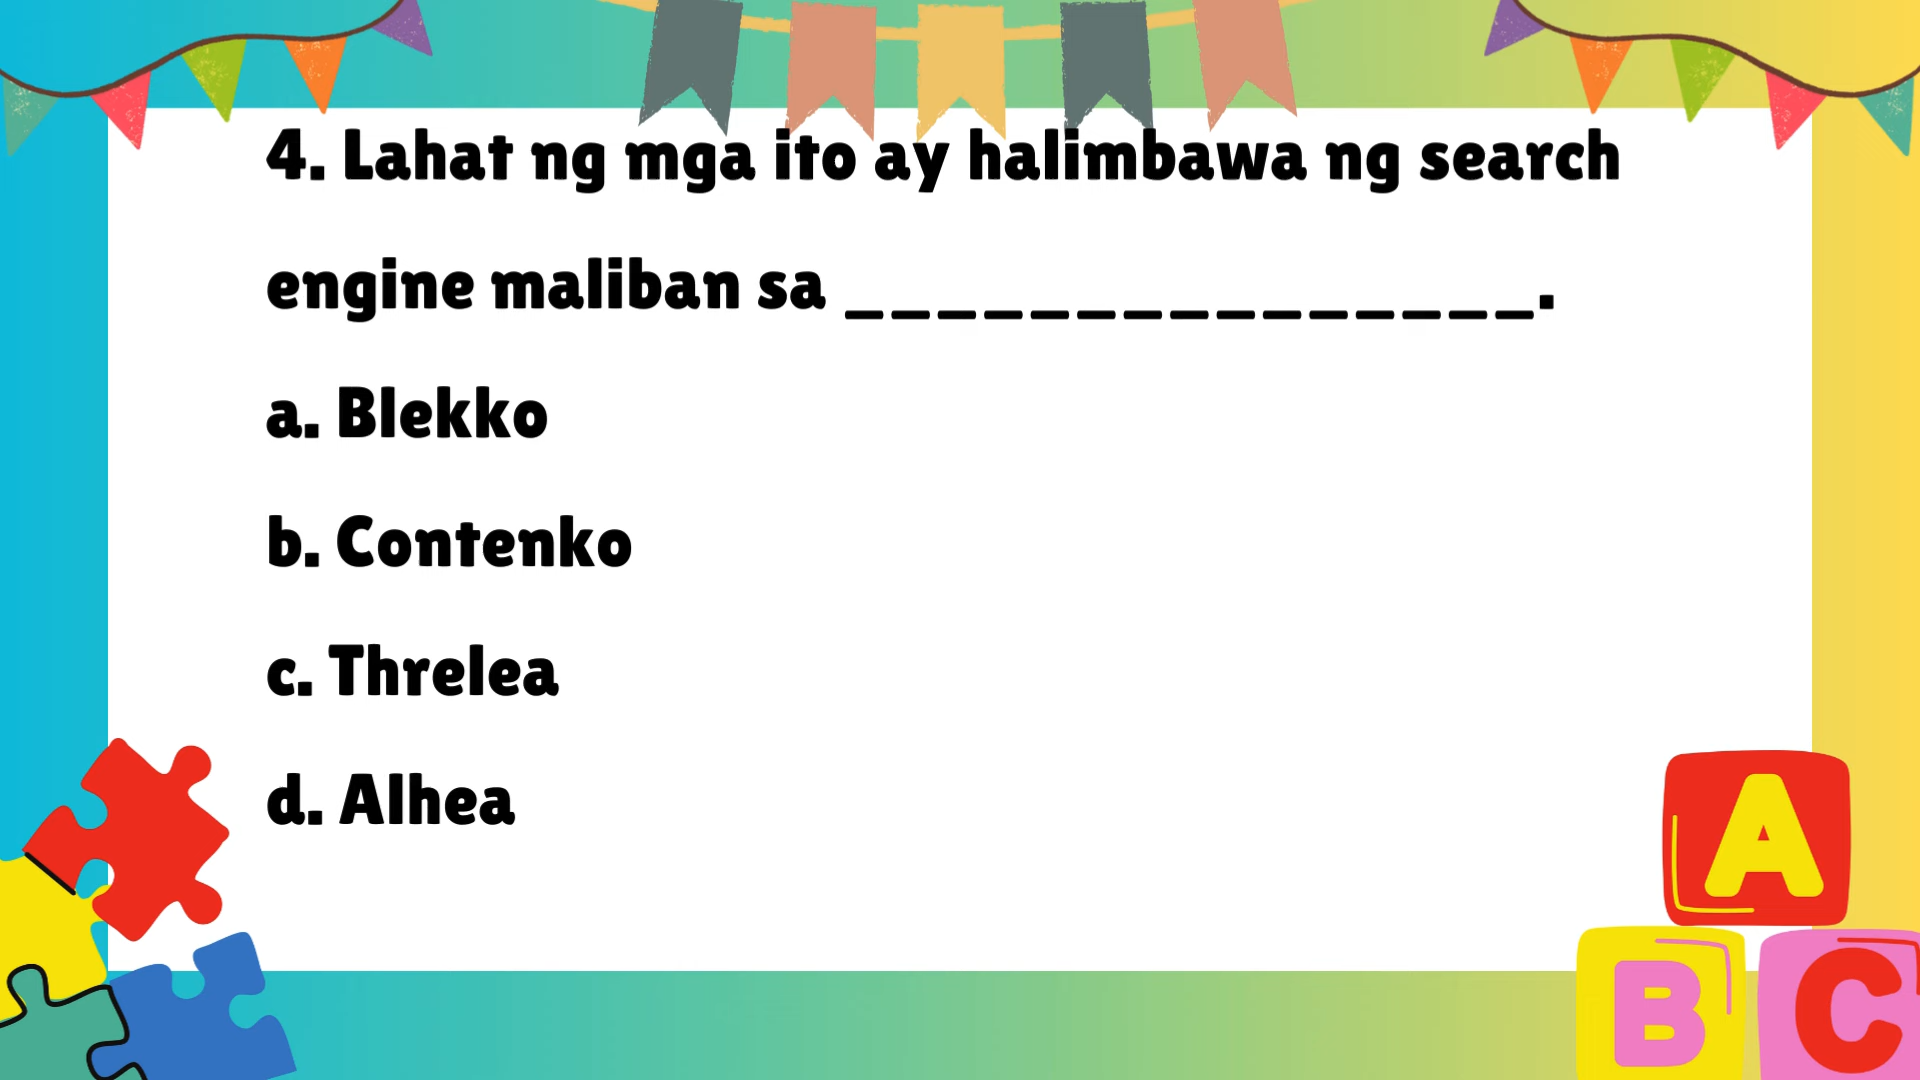 4. Lahat ng mga ito ay halimbawa ng search
engine maliban sa _______________.
a. Blekko
b. Contenko
c. Threlea
d. Alhea
A
B C